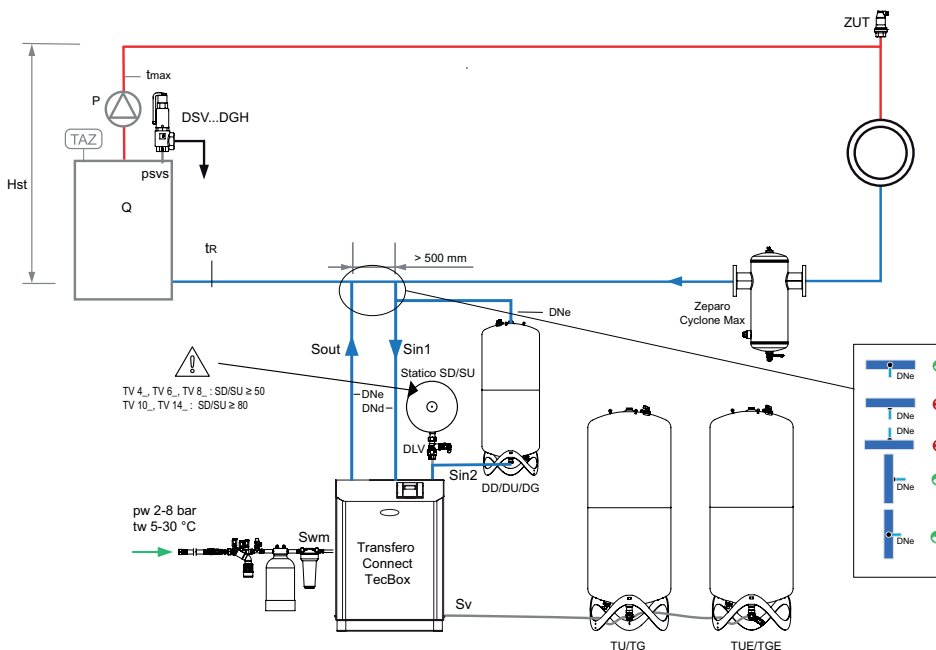 ZUT
tmax
P
DSV...DGH
TAZ
psvs
Hst
Q
tR
> 500 mm
DNe
Zeparo
Cyclone Max
Sout
Sin1
Statico SD/SU
TV 4_, TV 6_, TV 8_ : SD/SU ≥ 50
TV 10_, TV 14_ : SD/SU ≥ 80
DNe
DNd
DLV
Sin2
DD/DU/DG
DNe
DNe
DNe
DNe
DNe
pw 2-8 bar
tw 5-30 °C
Swm
Transfero
Connect
TecBox
Sv
TU/TG
TUE/TGE